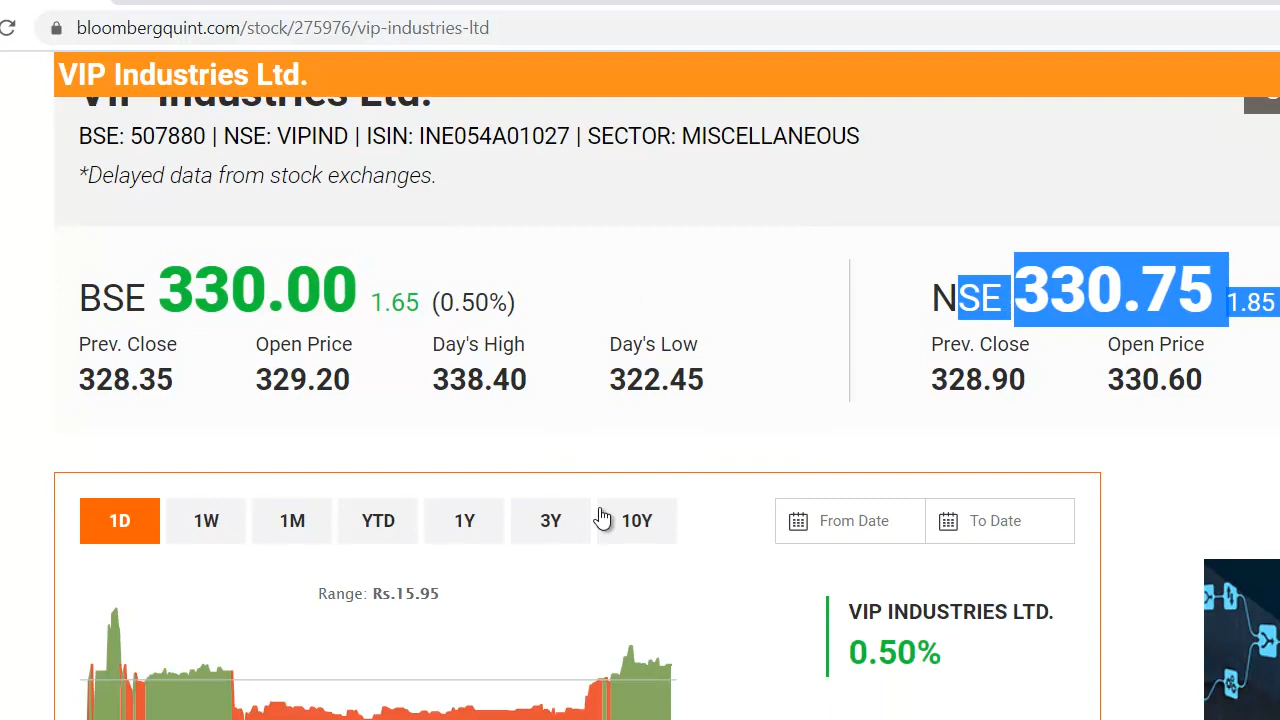 bloombergquint.com/stock/275976/vip-industries-ltd
VIP Industries Ltd.
VIP Industries Ltd.
BSE: 507880 | NSE: VIPIND | ISIN: INE054A01027 | SECTOR: MISCELLANEOUS
*Delayed data from stock exchanges.
BSE 330.00 1.65 (0.50%)
NSE 330.75 1.85
Prev. Close Open Price Day's High Day's Low
328.35 329.20 338.40 322.45
Prev. Close Open Price
328.90 330.60
1D 1W 1M YTD 1Y 3Y 10Y
From Date To Date
Range: Rs.15.95
VIP INDUSTRIES LTD.
0.50%